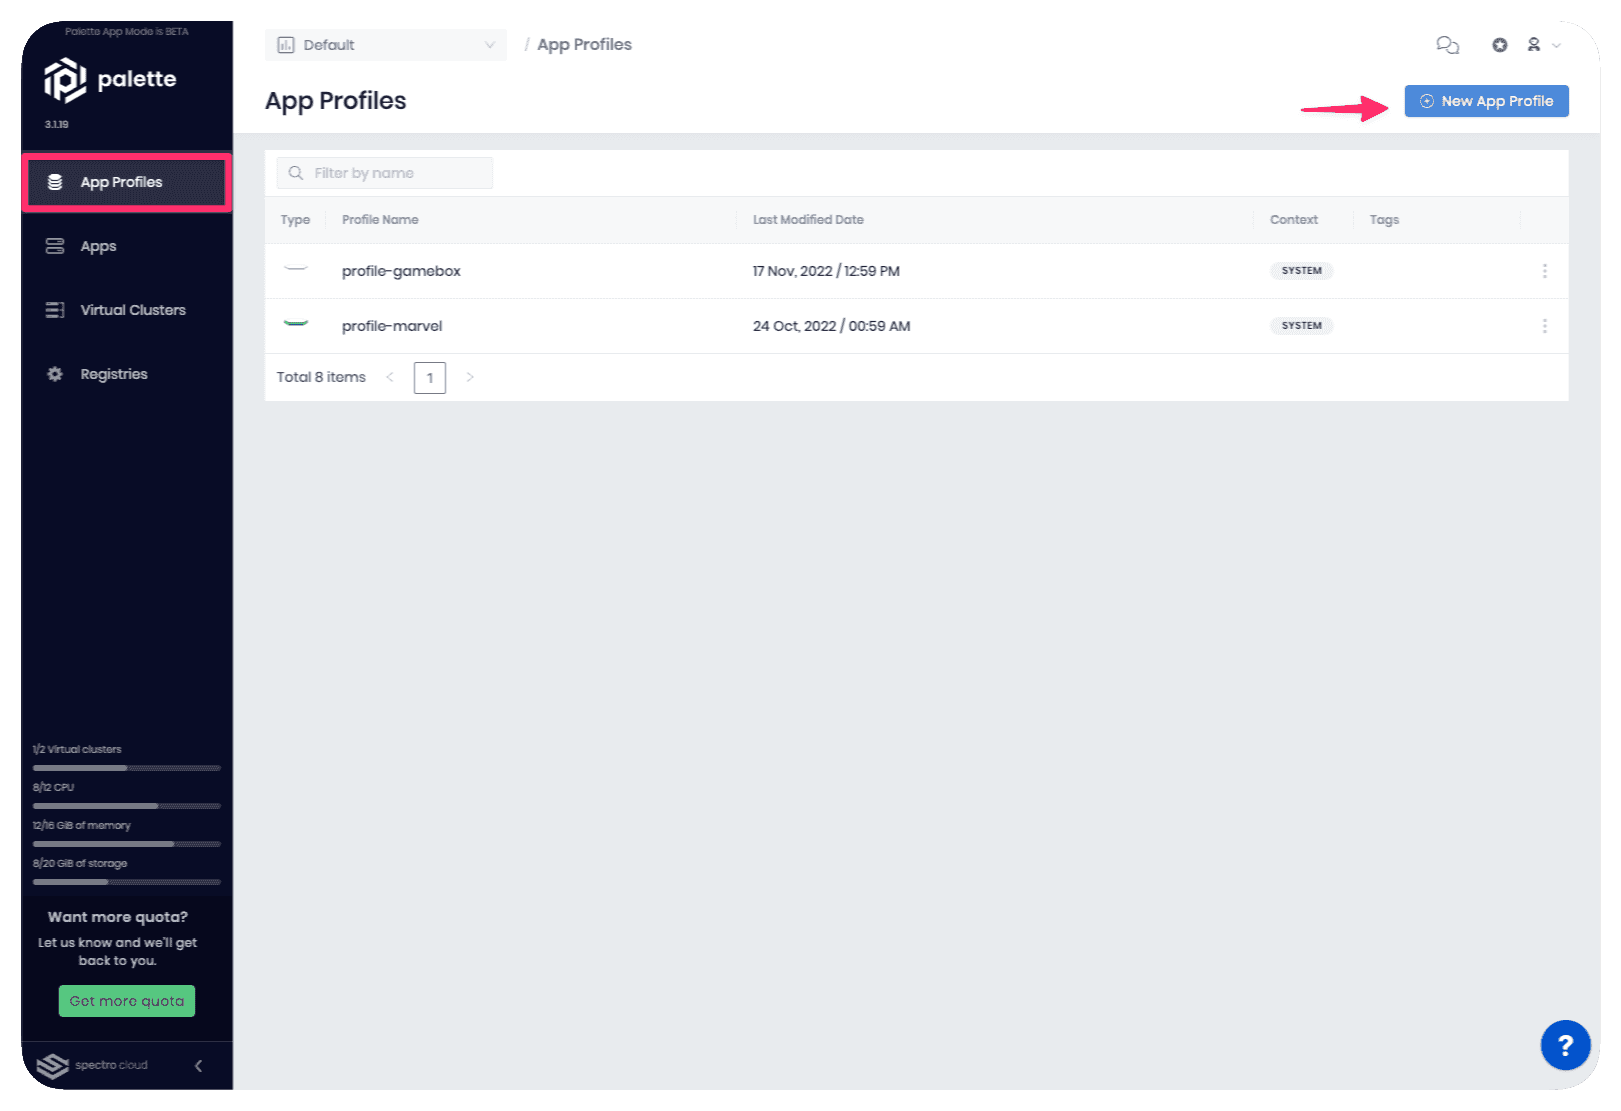 Palette App Mode is BETA
palette
3.1.19
App Profiles
Apps
Virtual Clusters
Registries
1/2 Virtual clusters
8/12 CPU
12/16 GiB of memory
8/20 GiB of storage
Want more quota?
Let us know and we'll get
back to you.
Get more quota
spectro cloud
Default / App Profiles
App Profiles
New App Profile
Filter by name
Type Profile Name Last Modified Date Context Tags
profile-gamebox 17 Nov, 2022 / 12:59 PM SYSTEM
profile-marvel 24 Oct, 2022 / 00:59 AM SYSTEM
Total 8 items < 1 >
?